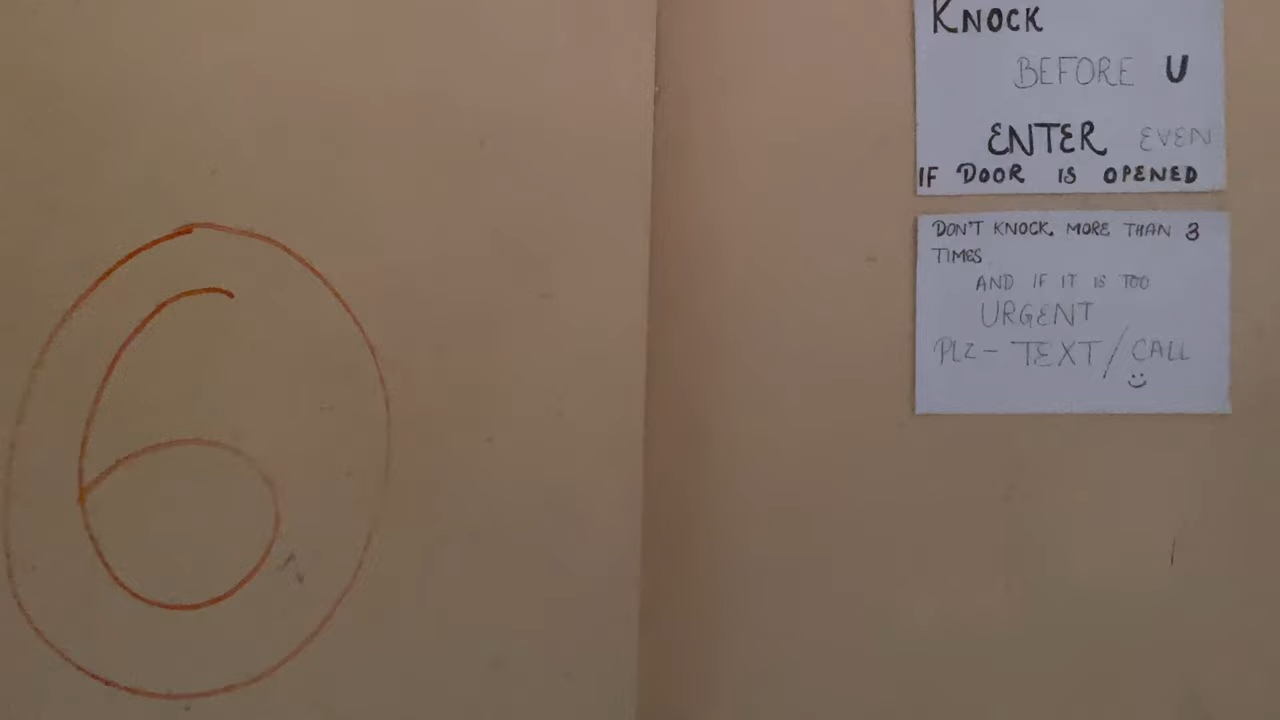 6
KNOCK
BEFORE U
ENTER EVEN
IF DOOR IS OPENED
DON'T KNOCK MORE THAN 3
TIMES
AND IF IT IS TOO
URGENT
PLZ- TEXT/CALL